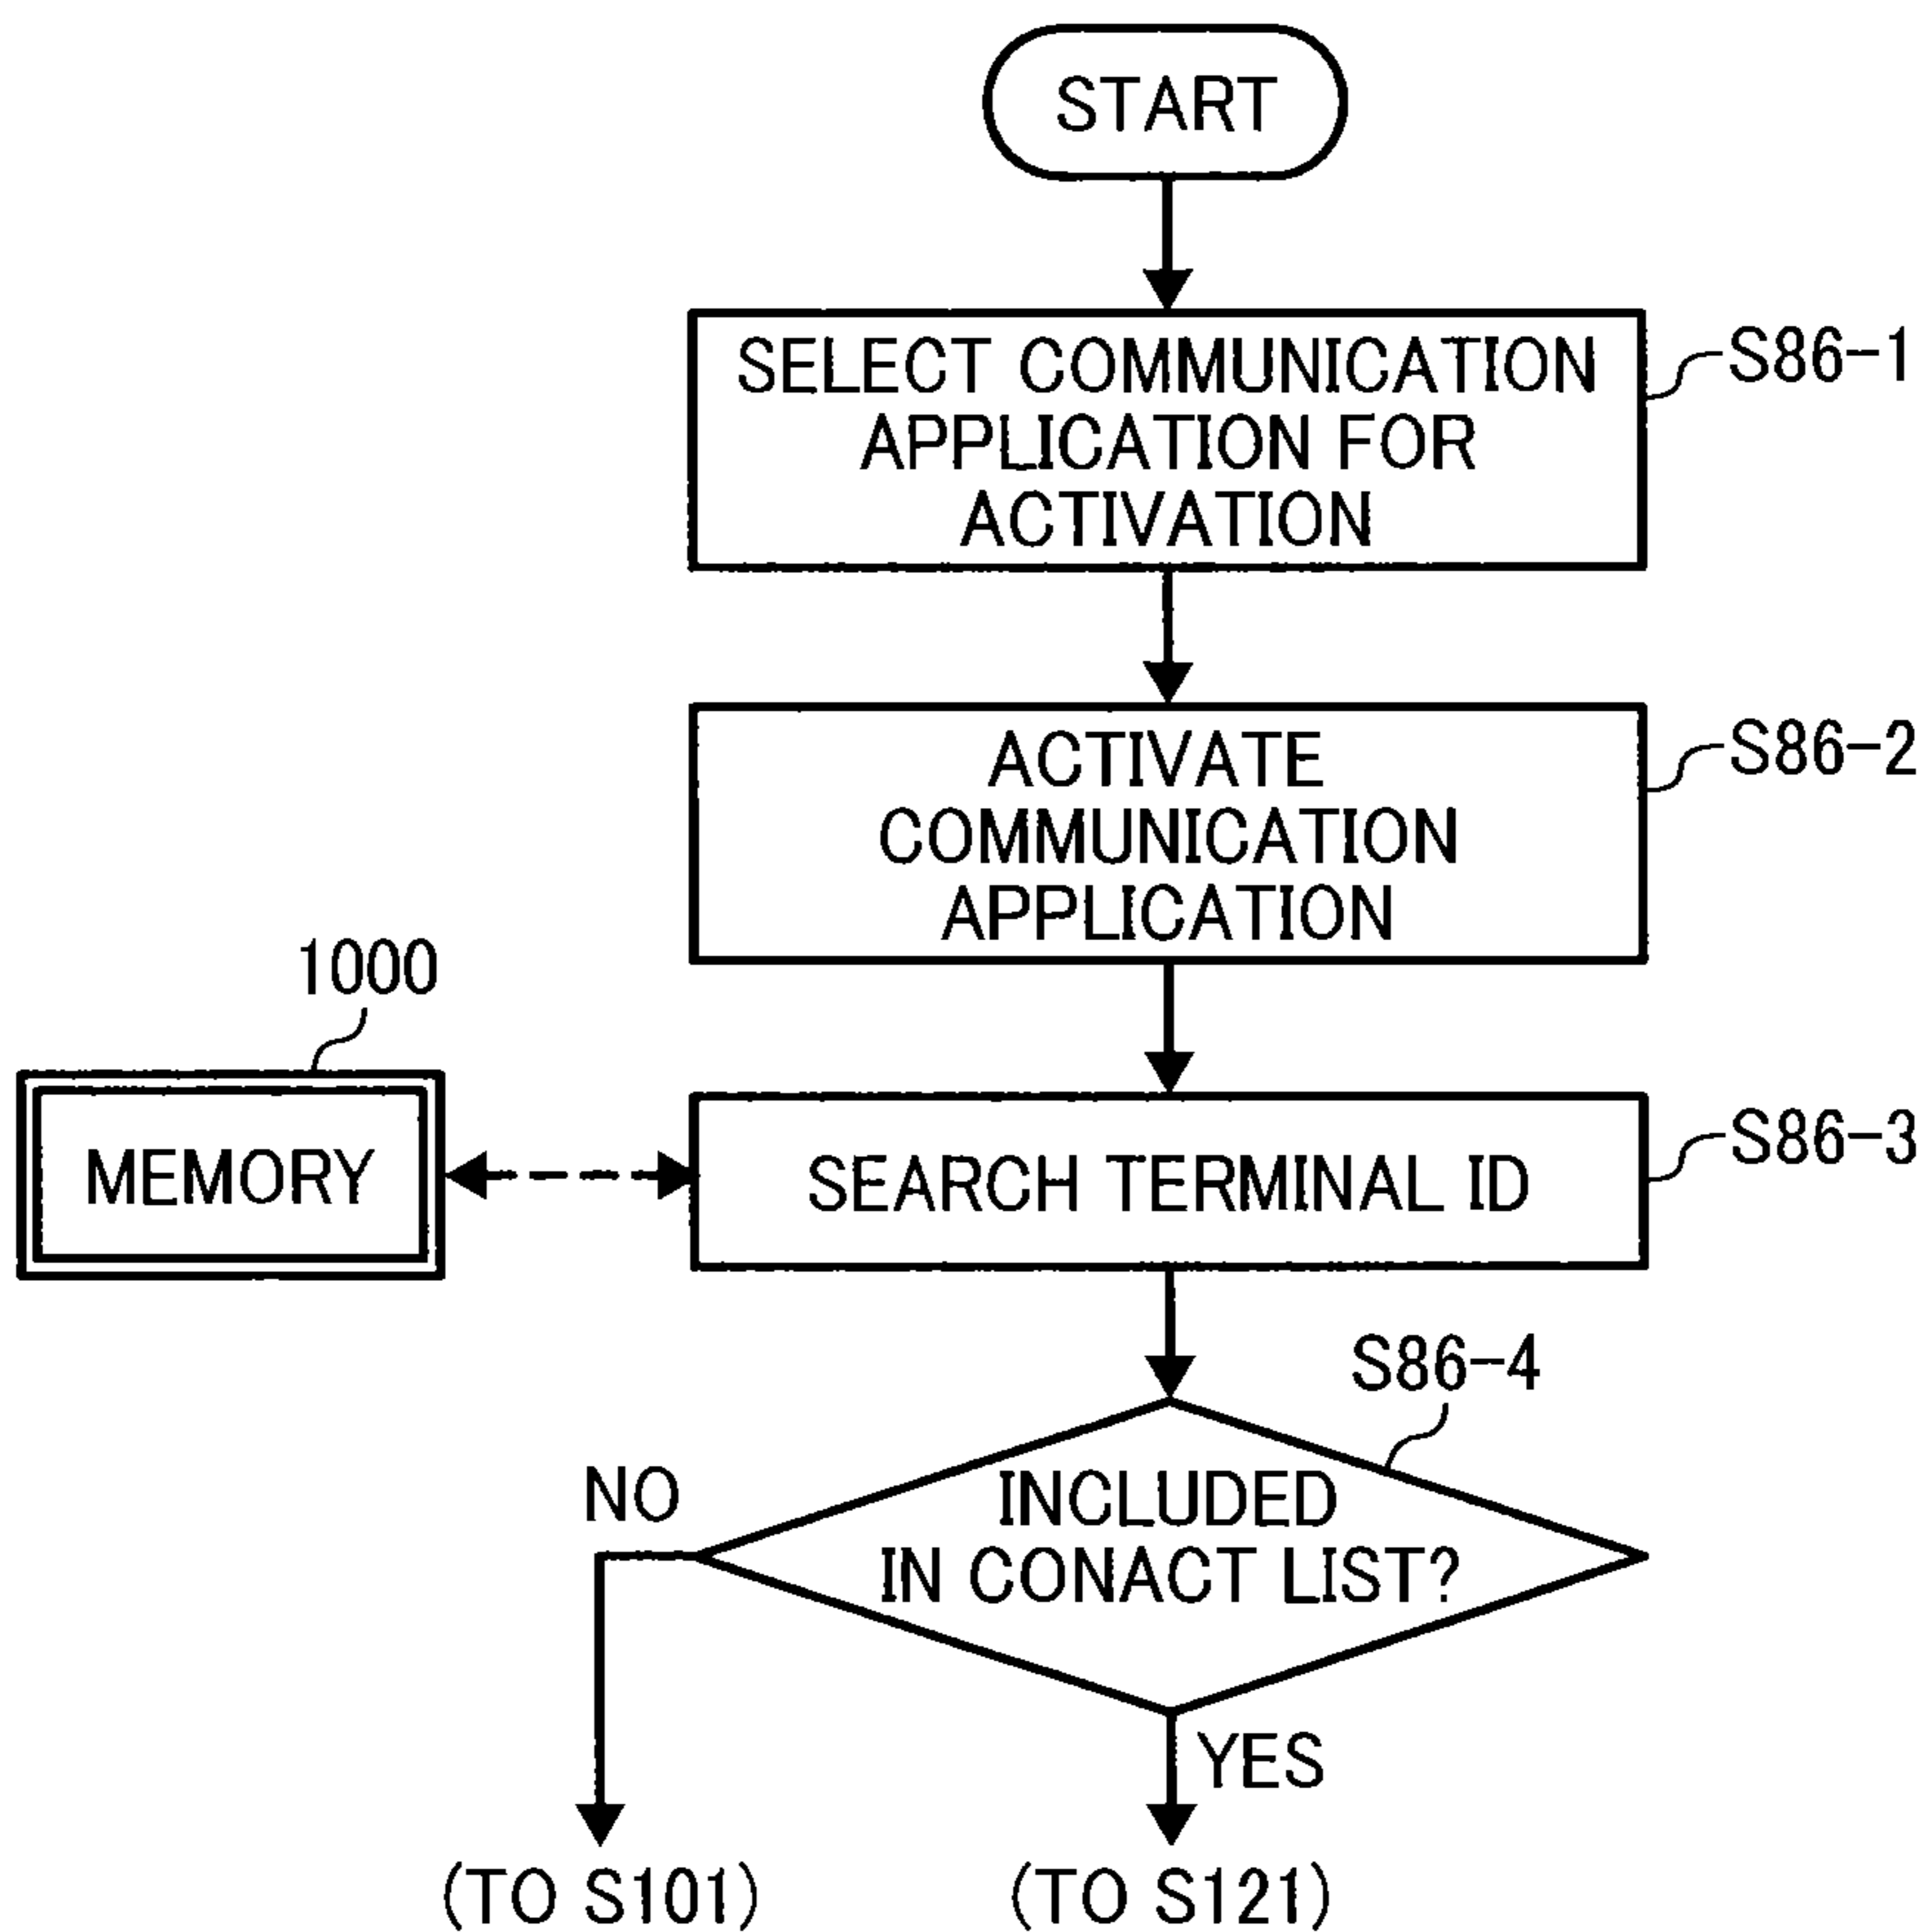 START
SELECT COMMUNICATION
APPLICATION FOR
ACTIVATION
S86-1
ACTIVATE
COMMUNICATION
APPLICATION
S86-2
1000
MEMORY
SEARCH TERMINAL ID
S86-3
S86-4
INCLUDED
IN CONACT LIST?
NO
YES
(TO S101)
(TO S121)